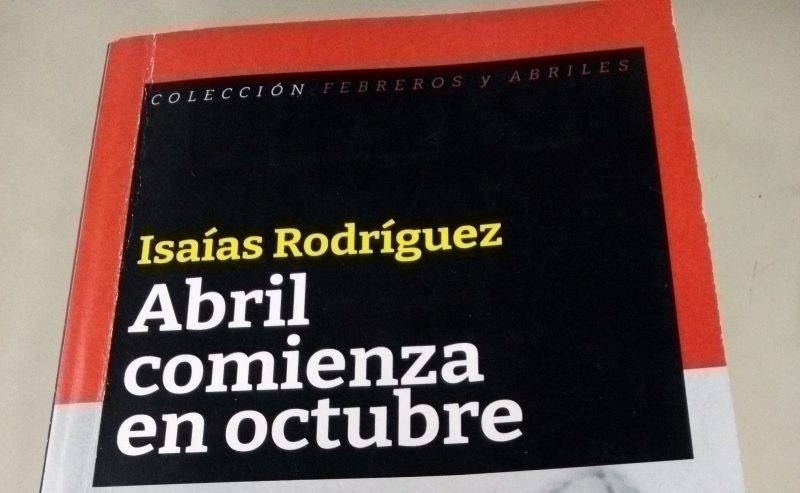 COLECCIÓN FEBREROS y ABRILES
Isaías Rodríguez
Abril
comienza
en octubre